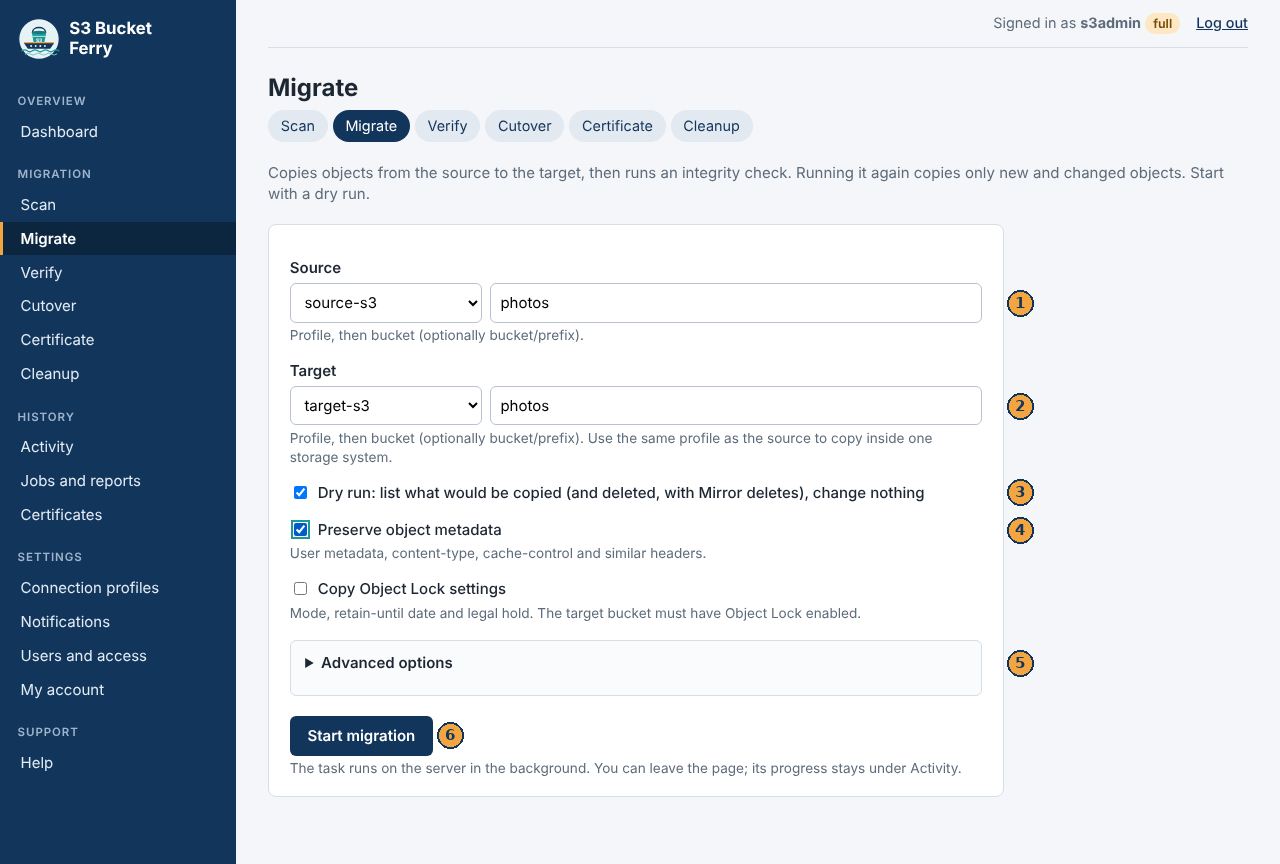 S3 Bucket
Ferry
Signed in as s3admin full Log out
OVERVIEW
Dashboard
MIGRATION
Scan
Migrate
Verify
Cutover
Certificate
Cleanup
HISTORY
Activity
Jobs and reports
Certificates
SETTINGS
Connection profiles
Notifications
Users and access
My account
SUPPORT
Help
Migrate
Scan Migrate Verify Cutover Certificate Cleanup
Copies objects from the source to the target, then runs an integrity check. Running it again copies only new and changed objects. Start
with a dry run.
Source
source-s3 photos 1
Profile, then bucket (optionally bucket/prefix).
Target
target-s3 photos 2
Profile, then bucket (optionally bucket/prefix). Use the same profile as the source to copy inside one
storage system.
Dry run: list what would be copied (and deleted, with Mirror deletes), change nothing 3
Preserve object metadata 4
User metadata, content-type, cache-control and similar headers.
Copy Object Lock settings
Mode, retain-until date and legal hold. The target bucket must have Object Lock enabled.
Advanced options 5
Start migration 6
The task runs on the server in the background. You can leave the page; its progress stays under Activity.